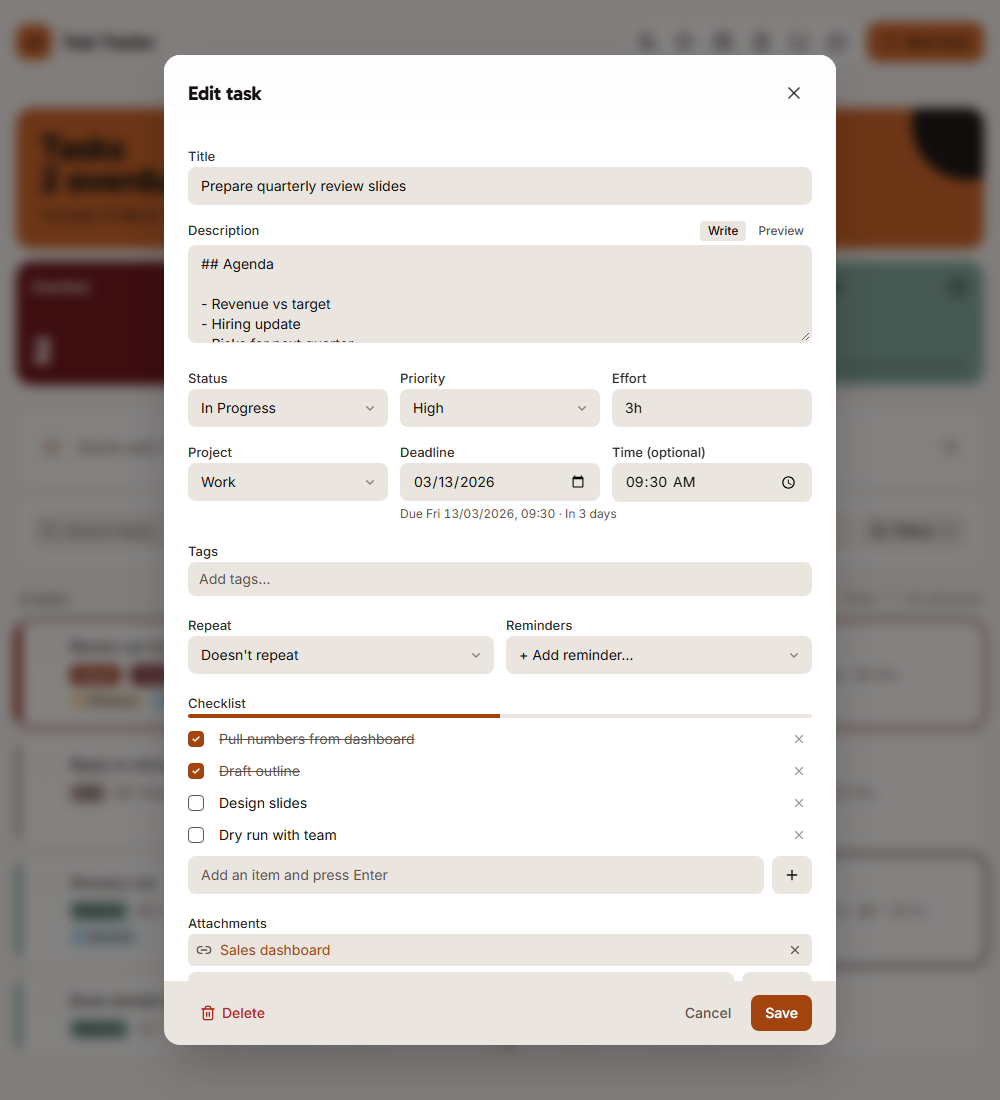 Edit task
Title
Prepare quarterly review slides
Description
Write
Preview
## Agenda
- Revenue vs target
- Hiring update
- Risks for next quarter
Status
Priority
Effort
In Progress
High
3h
Project
Deadline
Time (optional)
Work
03/13/2026
09:30 AM
Due Fri 13/03/2026, 09:30 · In 3 days
Tags
Add tags...
Repeat
Reminders
Doesn't repeat
+ Add reminder...
Checklist
Pull numbers from dashboard
Draft outline
Design slides
Dry run with team
Add an item and press Enter
Attachments
Sales dashboard
Delete
Cancel
Save